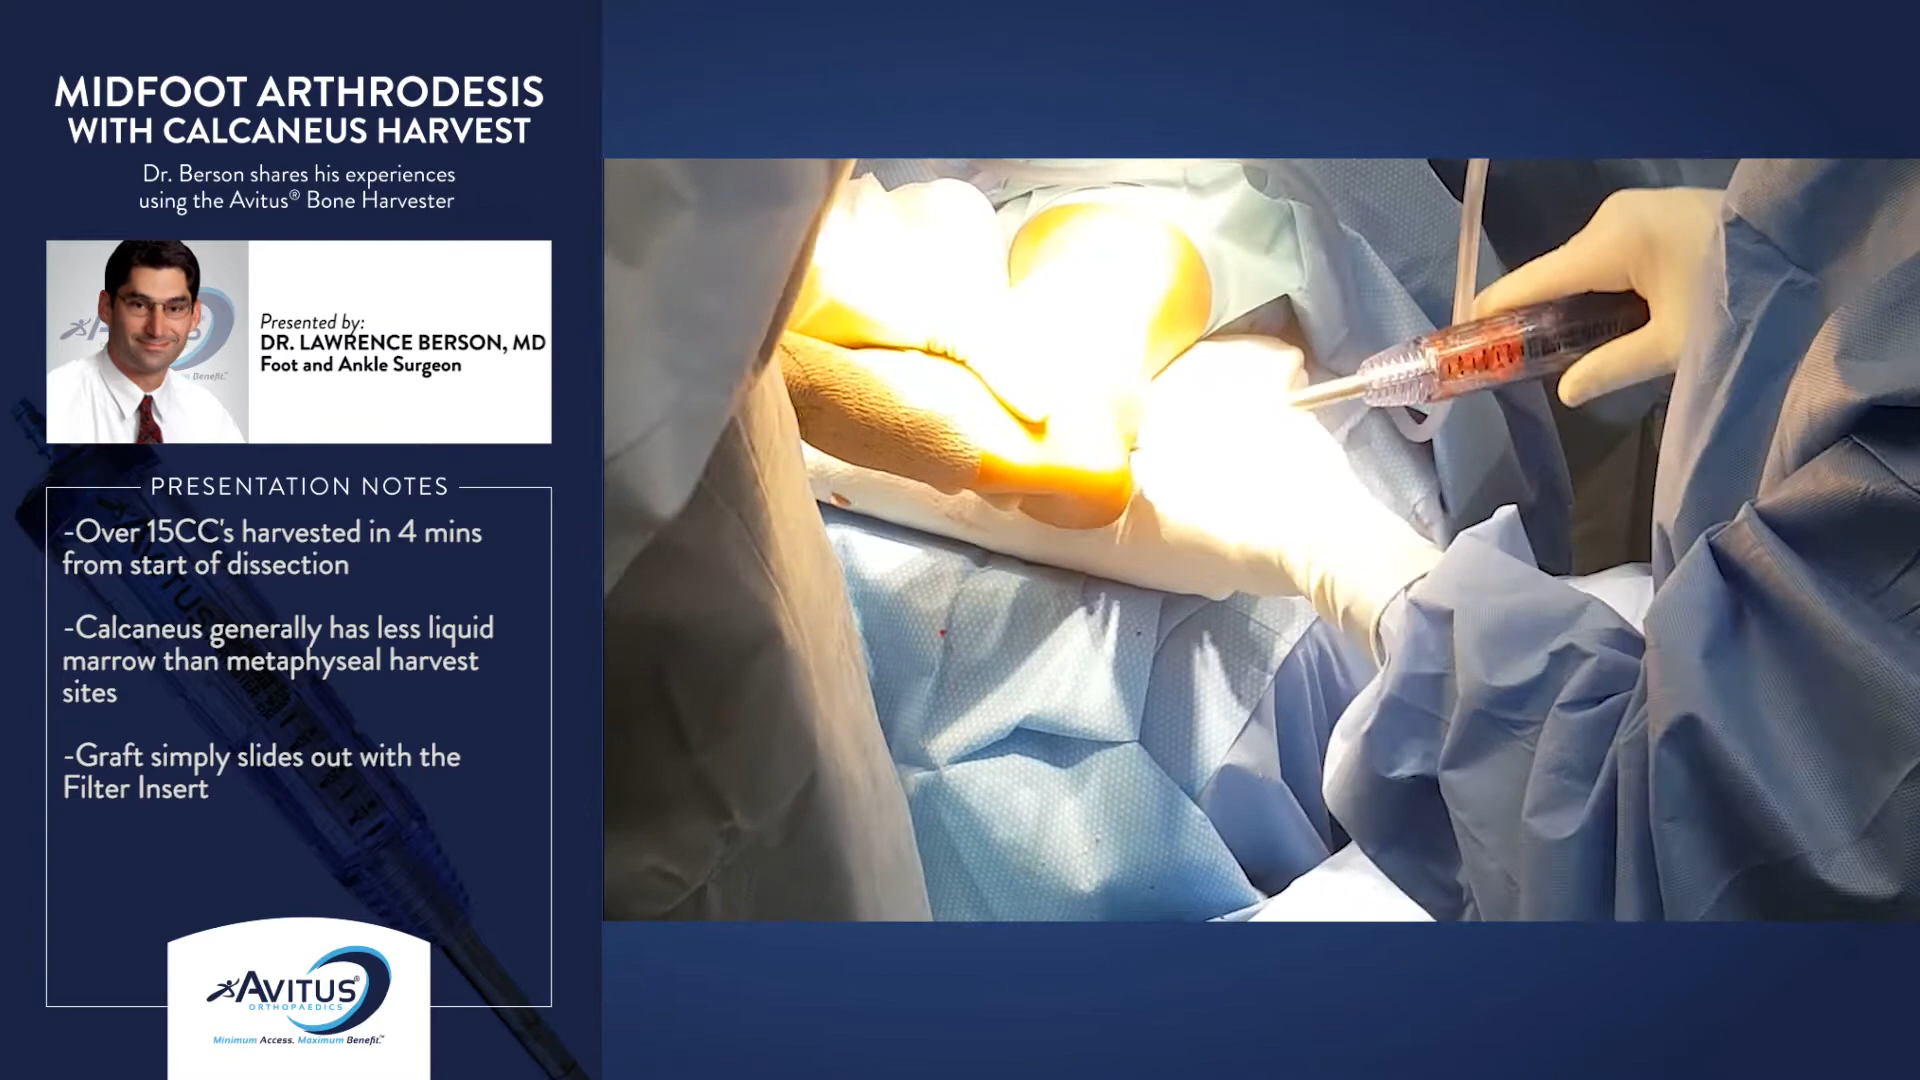 MIDFOOT ARTHRODESIS
WITH CALCANEUS HARVEST
Dr. Berson shares his experiences
using the Avitus® Bone Harvester
Presented by:
DR. LAWRENCE BERSON, MD
Foot and Ankle Surgeon
Benefit.™
PRESENTATION NOTES
-Over 15CC's harvested in 4 mins
from start of dissection
-Calcaneus generally has less liquid
marrow than metaphyseal harvest
sites
-Graft simply slides out with the
Filter Insert
AVITUS
AVITUS®
ORTHOPAEDICS
Minimum Access. Maximum Benefit.™